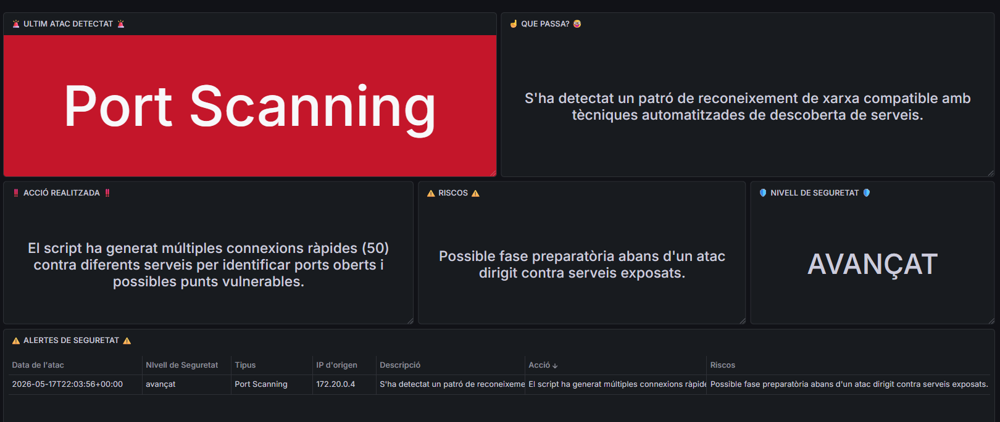 🚨 ULTIM ATAC DETECTAT 🚨
Port Scanning
☝️ QUE PASSA? 🤪
S'ha detectat un patró de reconeixement de xarxa compatible amb
tècniques automatitzades de descoberta de serveis.
‼️ ACCIÓ REALITZADA ‼️
El script ha generat múltiples connexions ràpides (50)
contra diferents serveis per identificar ports oberts i
possibles punts vulnerables.
⚠️ RISCOS ⚠️
Possible fase preparatòria abans d'un atac
dirigit contra serveis exposats.
🛡️ NIVELL DE SEGURETAT 🛡️
AVANÇAT
⚠️ ALERTES DE SEGURETAT ⚠️
Data de l'atac NIvell de Seguretat Tipus IP d'origen Descripció Acció ↓ Riscos
2026-05-17T22:03:56+00:00 avançat Port Scanning 172.20.0.4 S'ha detectat un patró de reconeixeme El script ha generat múltiples connexions ràpide Possible fase preparatòria abans d'un atac dirigit contra serveis exposats.